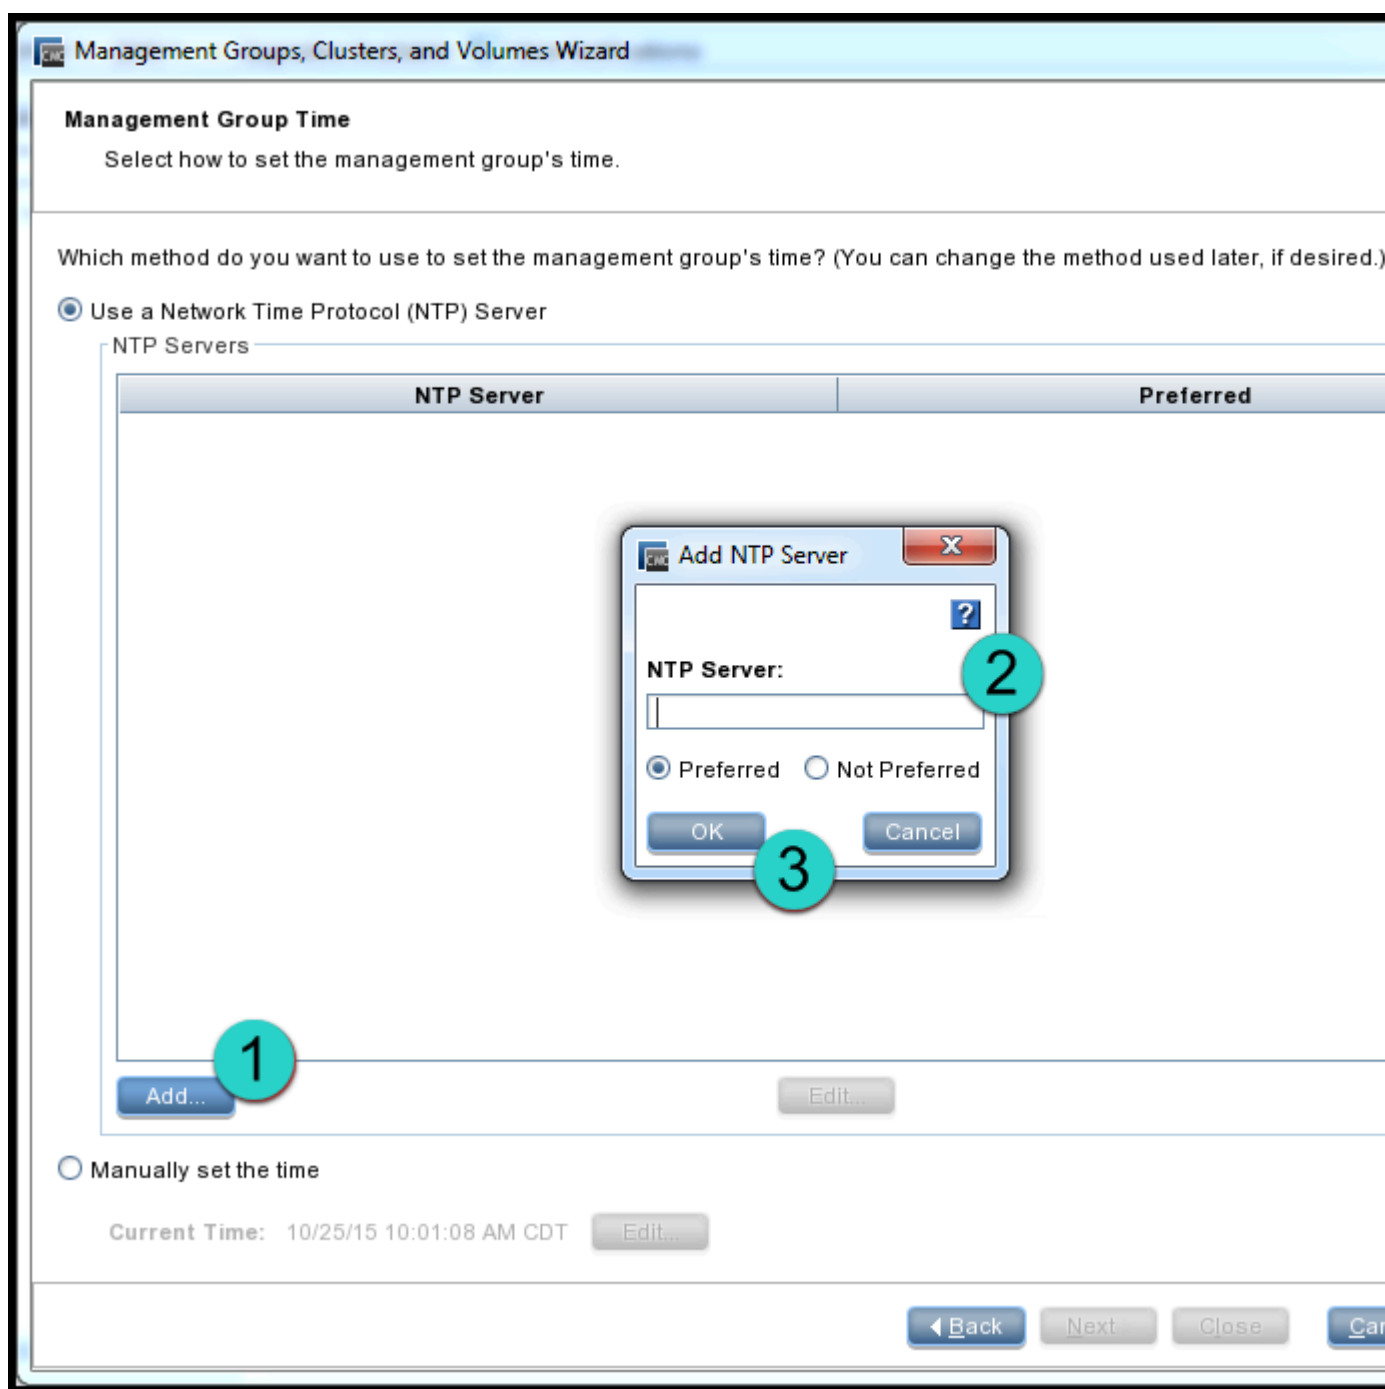 CMC Management Groups, Clusters, and Volumes Wizard
Management Group Time
Select how to set the management group's time.
Which method do you want to use to set the management group's time? (You can change the method used later, if desired.)
Use a Network Time Protocol (NTP) Server
NTP Servers
NTP Server Preferred
CMC Add NTP Server X
?
NTP Server: 2
Preferred Not Preferred
OK Cancel
3
1
Add... Edit...
Manually set the time
Current Time: 10/25/15 10:01:08 AM CDT Edit...
Back Next Close